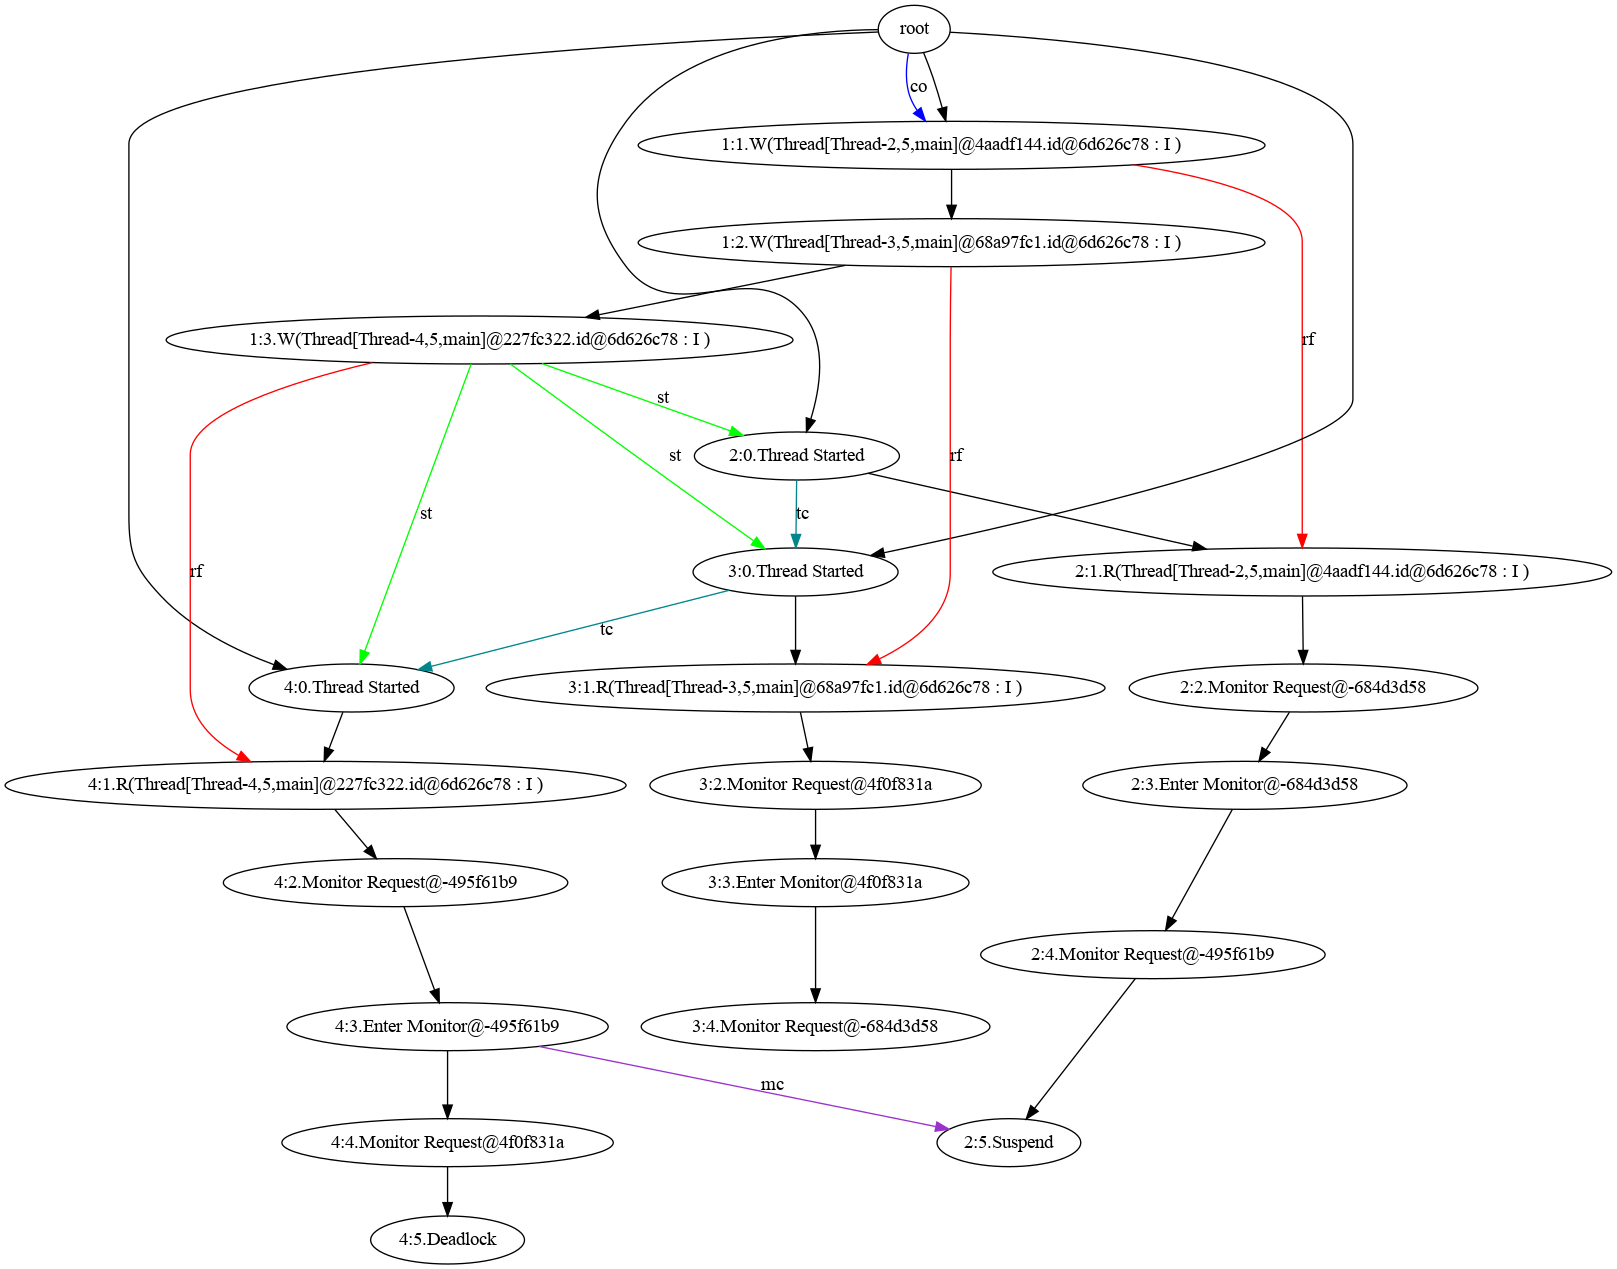 root
co
1:1.W(Thread[Thread-2,5,main]@4aadf144.id@6d626c78 : I )
1:2.W(Thread[Thread-3,5,main]@68a97fc1.id@6d626c78 : I )
1:3.W(Thread[Thread-4,5,main]@227fc322.id@6d626c78 : I )
rf
st
2:0.Thread Started
st
rf
st
tc
rf
3:0.Thread Started
2:1.R(Thread[Thread-2,5,main]@4aadf144.id@6d626c78 : I )
tc
4:0.Thread Started
3:1.R(Thread[Thread-3,5,main]@68a97fc1.id@6d626c78 : I )
2:2.Monitor Request@-684d3d58
4:1.R(Thread[Thread-4,5,main]@227fc322.id@6d626c78 : I )
3:2.Monitor Request@4f0f831a
2:3.Enter Monitor@-684d3d58
4:2.Monitor Request@-495f61b9
3:3.Enter Monitor@4f0f831a
2:4.Monitor Request@-495f61b9
4:3.Enter Monitor@-495f61b9
3:4.Monitor Request@-684d3d58
mc
4:4.Monitor Request@4f0f831a
2:5.Suspend
4:5.Deadlock